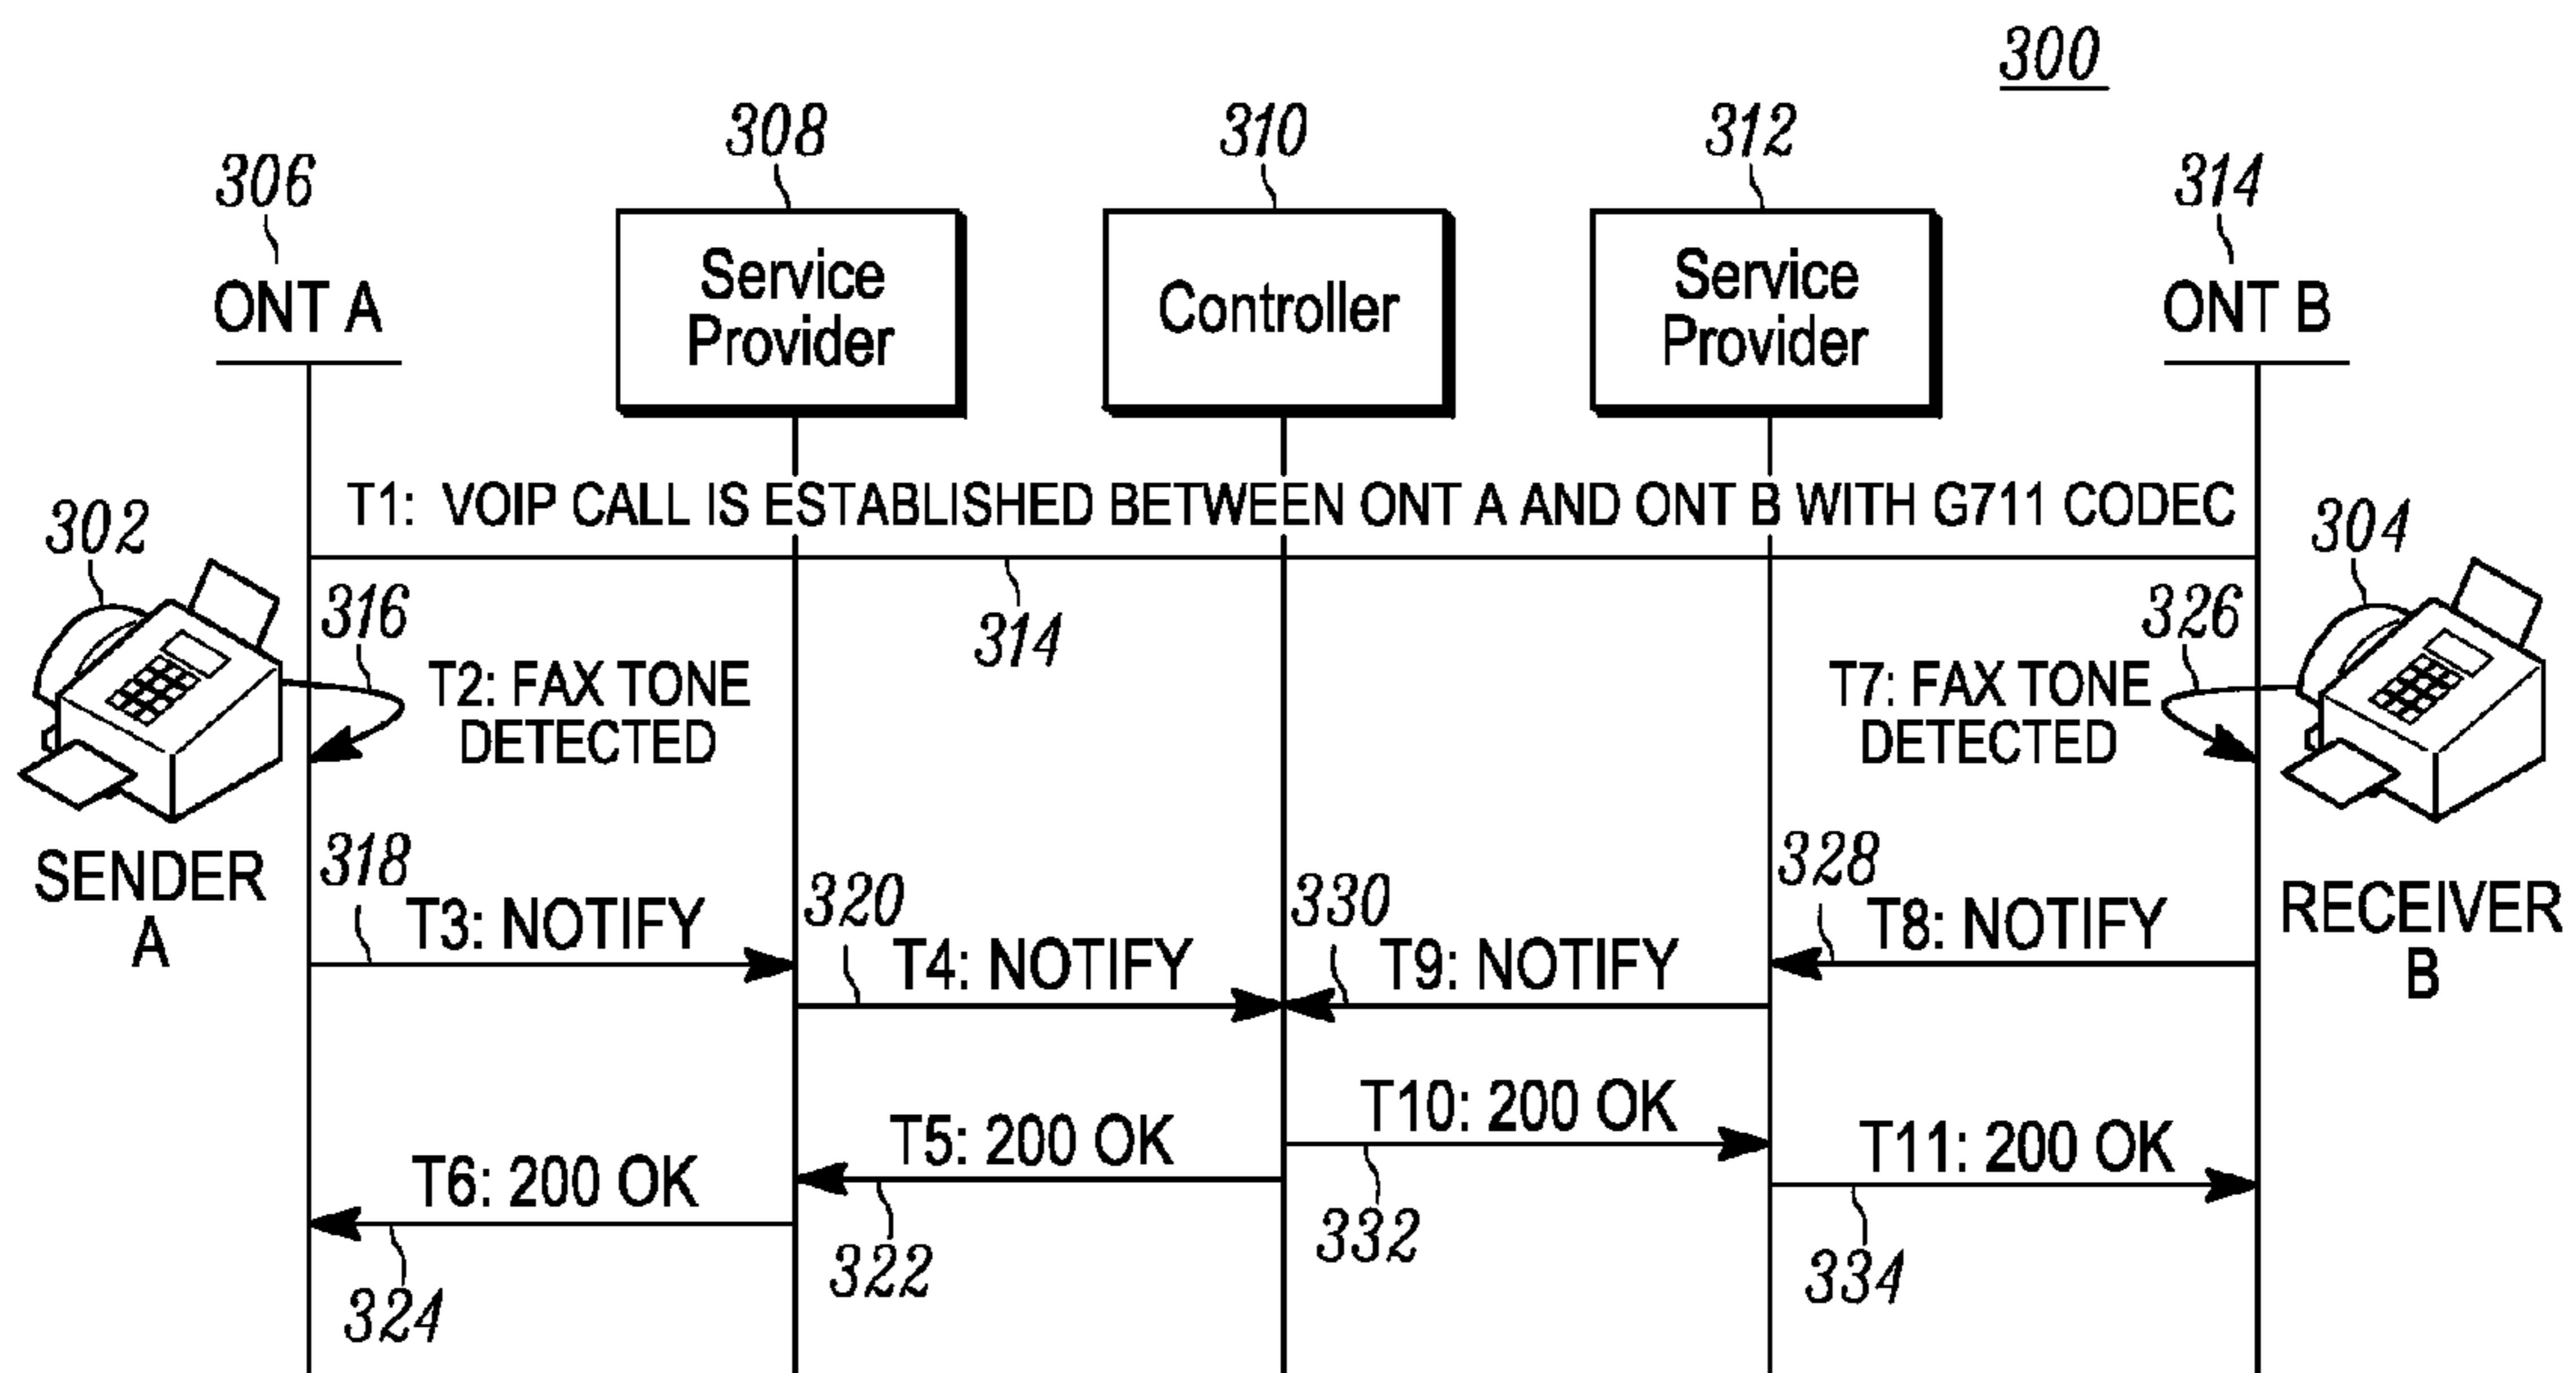 300
308
310
312
306
314
ONT A
Service
Provider
Controller
Service
Provider
ONT B
T1: VOIP CALL IS ESTABLISHED BETWEEN ONT A AND ONT B WITH G711 CODEC
302
304
314
316
T2: FAX TONE
DETECTED
326
T7: FAX TONE
DETECTED
SENDER
A
RECEIVER
B
318
T3: NOTIFY
320
T4: NOTIFY
330
T9: NOTIFY
328
T8: NOTIFY
T10: 200 OK
332
T5: 200 OK
322
T11: 200 OK
334
T6: 200 OK
324